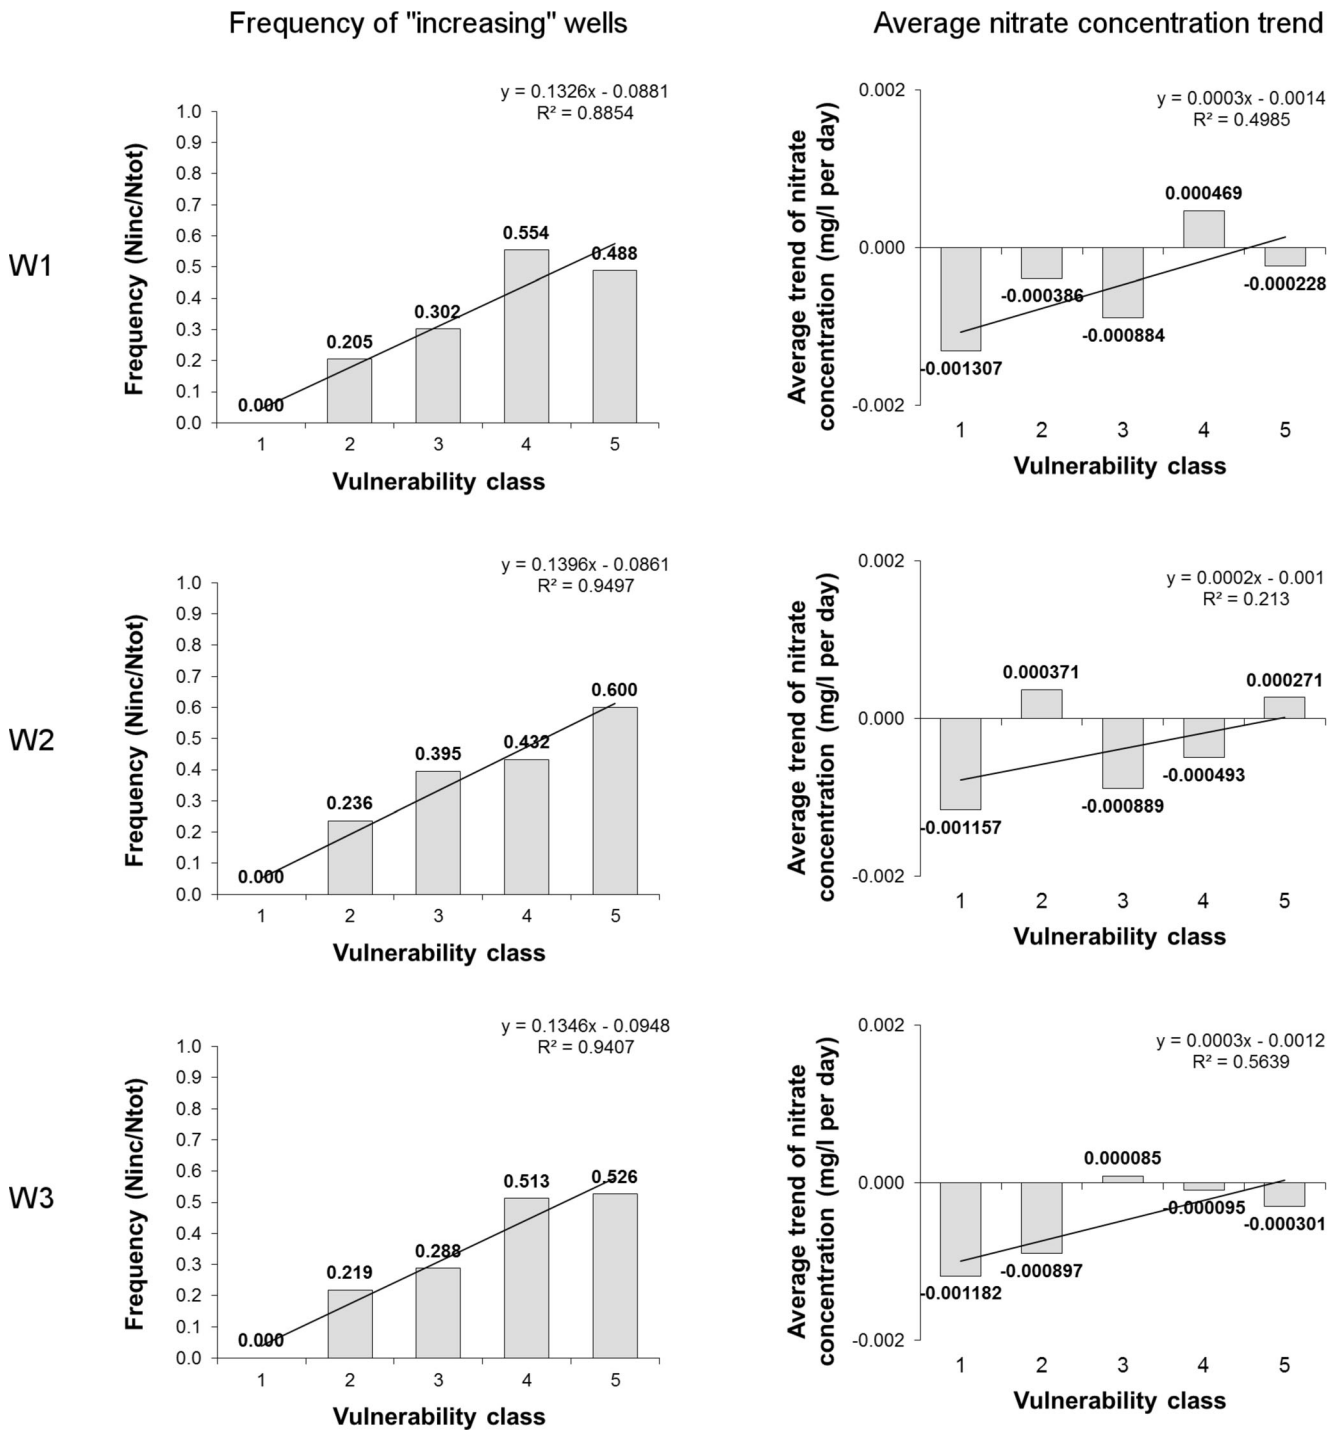 Frequency of "increasing" wells
Average nitrate concentration trend
W1
y = 0.1326x - 0.0881
R² = 0.8854
Frequency (Ninc/Ntot)
1.0
0.9
0.8
0.7
0.6
0.5
0.4
0.3
0.2
0.1
0.0
0.000
0.205
0.302
0.554
0.488
1 2 3 4 5
Vulnerability class
y = 0.0003x - 0.0014
R² = 0.4985
Average trend of nitrate
concentration (mg/l per day)
0.002
0.000
-0.002
-0.001307
-0.000386
-0.000884
0.000469
-0.000228
1 2 3 4 5
Vulnerability class
W2
y = 0.1396x - 0.0861
R² = 0.9497
Frequency (Ninc/Ntot)
1.0
0.9
0.8
0.7
0.6
0.5
0.4
0.3
0.2
0.1
0.0
0.000
0.236
0.395
0.432
0.600
1 2 3 4 5
Vulnerability class
y = 0.0002x - 0.001
R² = 0.213
Average trend of nitrate
concentration (mg/l per day)
0.002
0.000
-0.002
-0.001157
0.000371
-0.000889
-0.000493
0.000271
1 2 3 4 5
Vulnerability class
W3
y = 0.1346x - 0.0948
R² = 0.9407
Frequency (Ninc/Ntot)
1.0
0.9
0.8
0.7
0.6
0.5
0.4
0.3
0.2
0.1
0.0
0.000
0.219
0.288
0.513
0.526
1 2 3 4 5
Vulnerability class
y = 0.0003x - 0.0012
R² = 0.5639
Average trend of nitrate
concentration (mg/l per day)
0.002
0.000
-0.002
-0.001182
-0.000897
0.000085
-0.000095
-0.000301
1 2 3 4 5
Vulnerability class